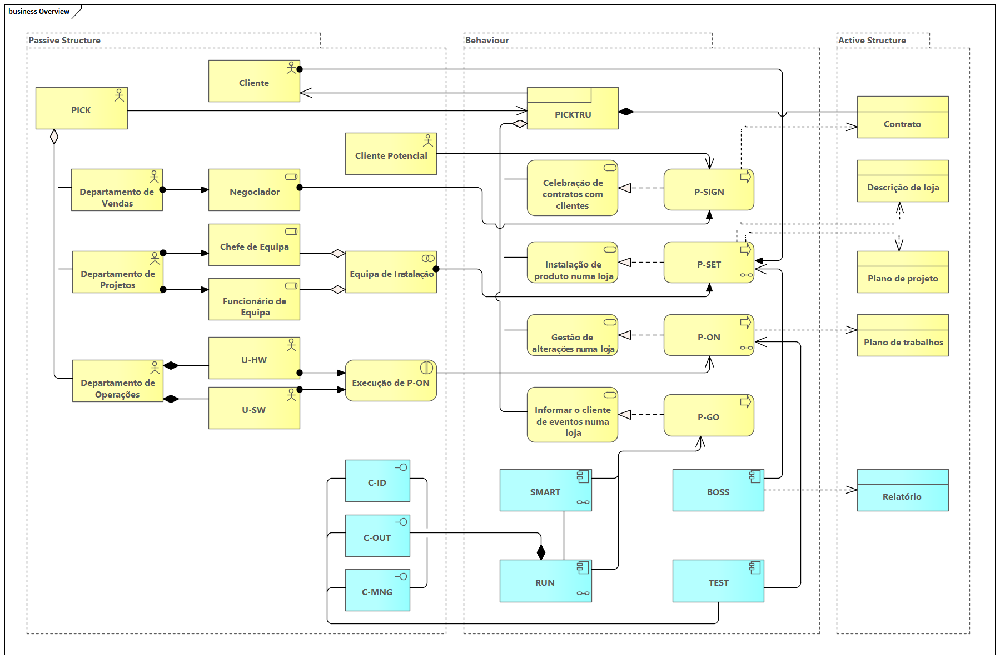 business Overview
Passive Structure
Behaviour
Active Structure
Cliente
PICK
PICKTRU
Contrato
Cliente Potencial
Departamento de
Vendas
Negociador
Celebração de
contratos com
clientes
P-SIGN
Descrição de loja
Chefe de Equipa
Departamento de
Projetos
Equipa de Instalação
Funcionário de
Equipa
Instalação de
produto numa loja
P-SET
Plano de projeto
Gestão de
alterações numa loja
P-ON
Plano de trabalhos
U-HW
Departamento de
Operações
Execução de P-ON
U-SW
Informar o cliente
de eventos numa
loja
P-GO
C-ID
SMART
BOSS
Relatório
C-OUT
C-MNG
RUN
TEST